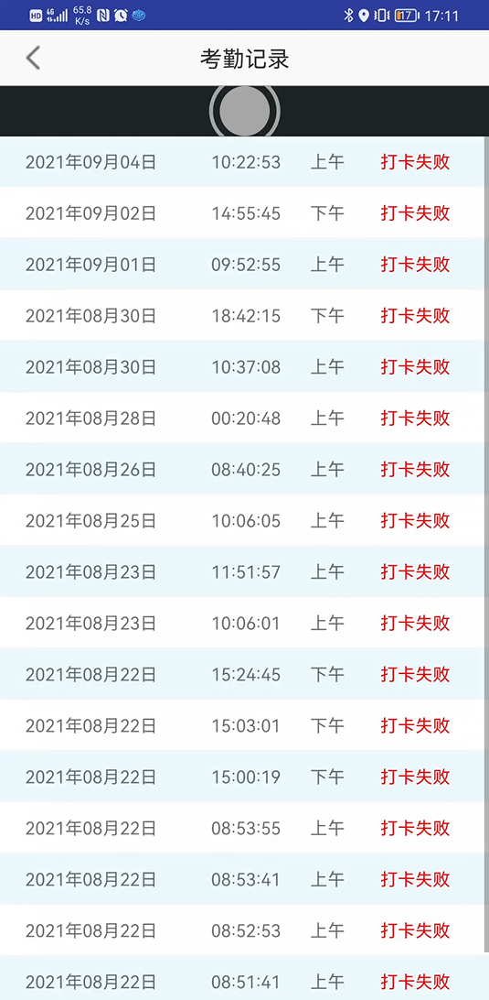 HD 4G 65.8 K/s 17 17:11
考勤记录
2021年09月04日 10:22:53 上午 打卡失败
2021年09月02日 14:55:45 下午 打卡失败
2021年09月01日 09:52:55 上午 打卡失败
2021年08月30日 18:42:15 下午 打卡失败
2021年08月30日 10:37:08 上午 打卡失败
2021年08月28日 00:20:48 上午 打卡失败
2021年08月26日 08:40:25 上午 打卡失败
2021年08月25日 10:06:05 上午 打卡失败
2021年08月23日 11:51:57 上午 打卡失败
2021年08月23日 10:06:01 上午 打卡失败
2021年08月22日 15:24:45 下午 打卡失败
2021年08月22日 15:03:01 下午 打卡失败
2021年08月22日 15:00:19 下午 打卡失败
2021年08月22日 08:53:55 上午 打卡失败
2021年08月22日 08:53:41 上午 打卡失败
2021年08月22日 08:52:53 上午 打卡失败
2021年08月22日 08:51:41 上午 打卡失败